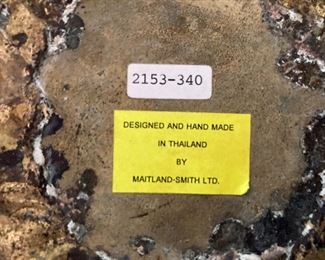 2153-340
DESIGNED AND HAND MADE
IN THAILAND
BY
MAITLAND-SMITH LTD.